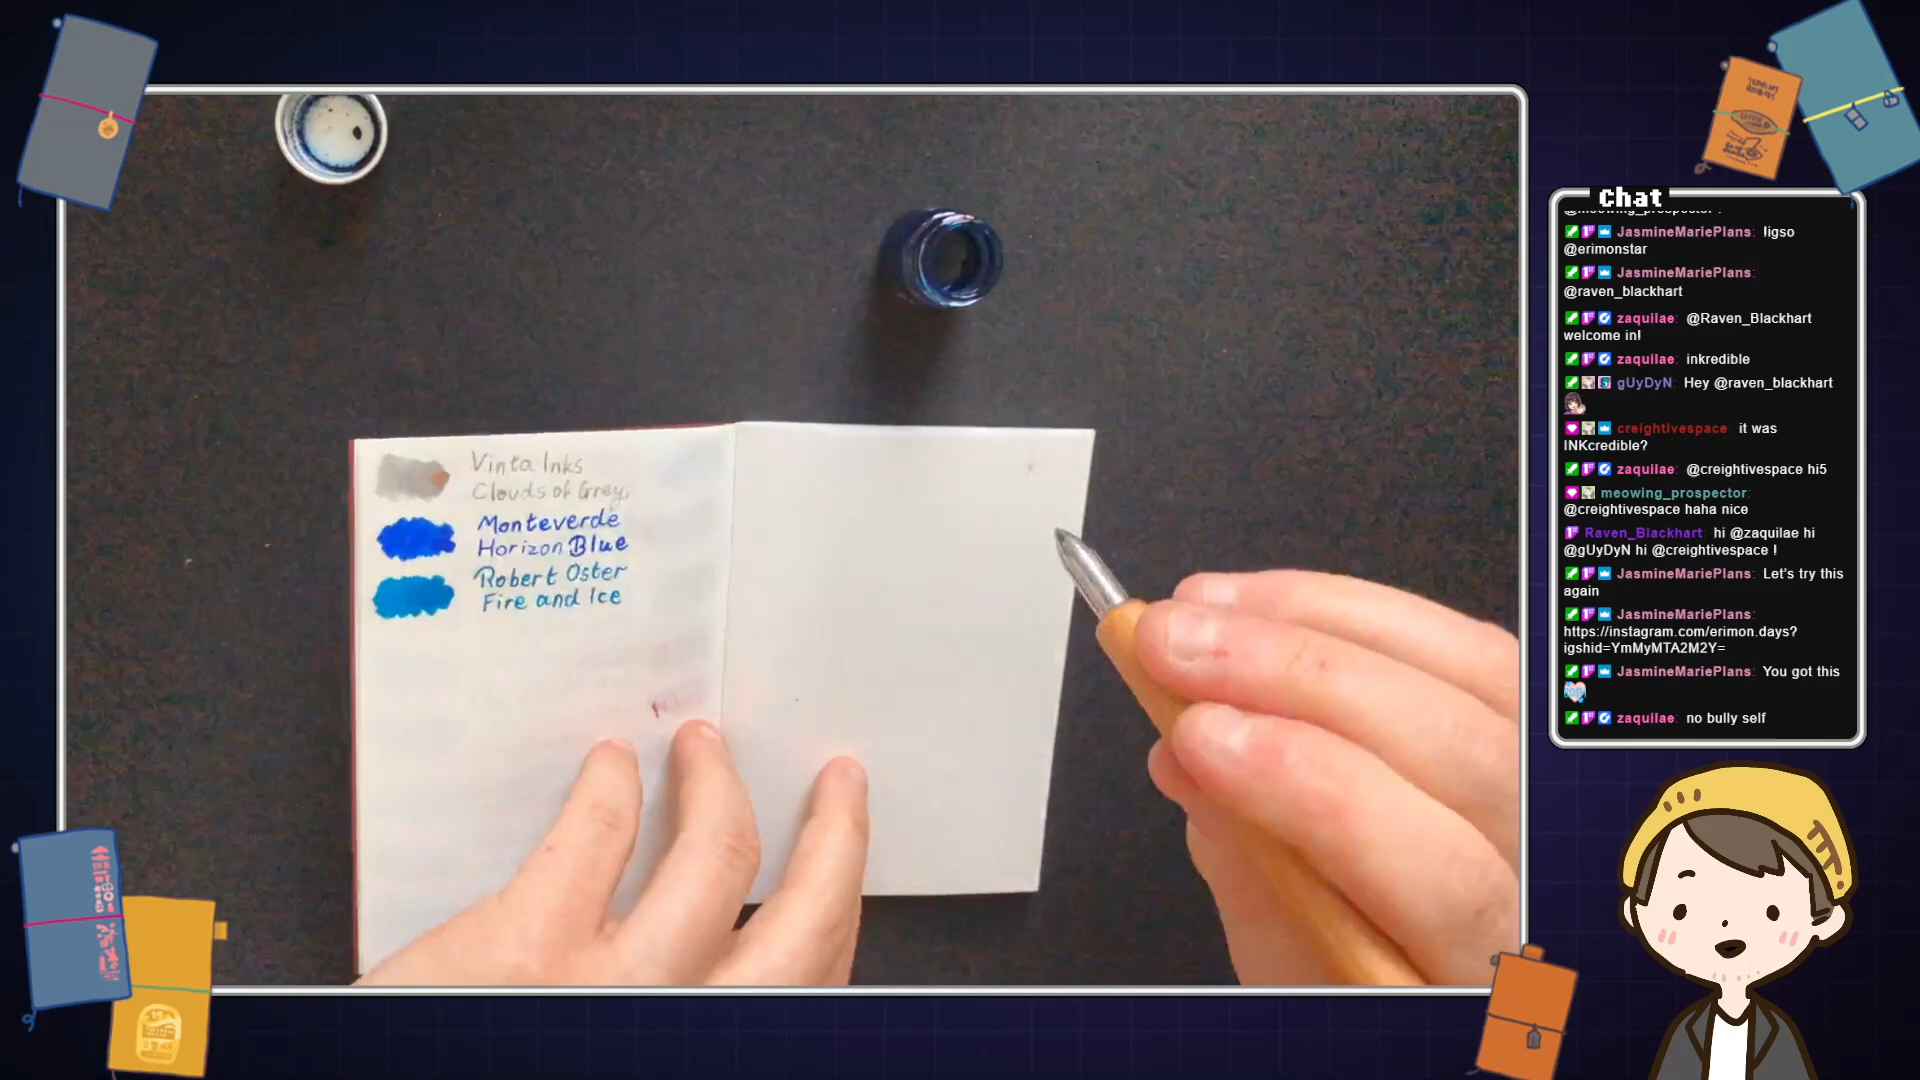 Vinta Inks
Clouds of Grey
Monteverde
Horizon Blue
Robert Oster
Fire and Ice
chat
@meowing_prospector !
JasmineMariePlans: !igso
@erimonstar
JasmineMariePlans:
@raven_blackhart
zaquilae: @Raven_Blackhart
welcome in!
zaquilae: inkredible
gUyDyN: Hey @raven_blackhart
creightivespace: it was
INKcredible?
zaquilae: @creightivespace hi5
meowing_prospector:
@creightivespace haha nice
Raven_Blackhart: hi @zaquilae hi
@gUyDyN hi @creightivespace !
JasmineMariePlans: Let's try this
again
JasmineMariePlans:
https://instagram.com/erimon.days?
igshid=YmMyMTA2M2Y=
JasmineMariePlans: You got this
zaquilae: no bully self